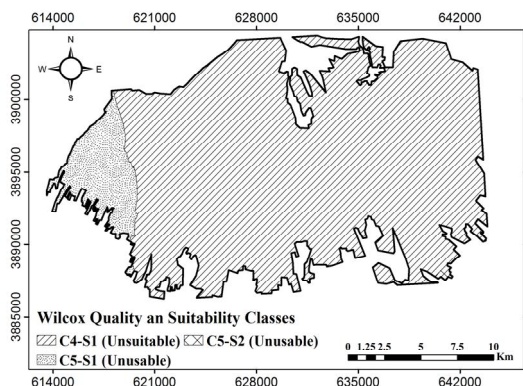 614000 621000 628000 635000 642000
N
W E
S
3900000
3895000
3890000
3885000
Wilcox Quality an Suitability Classes
C4-S1 (Unsuitable) C5-S2 (Unusable)
C5-S1 (Unusable)
0 1.25 2.5 5 7.5 10
Km
614000 621000 628000 635000 642000